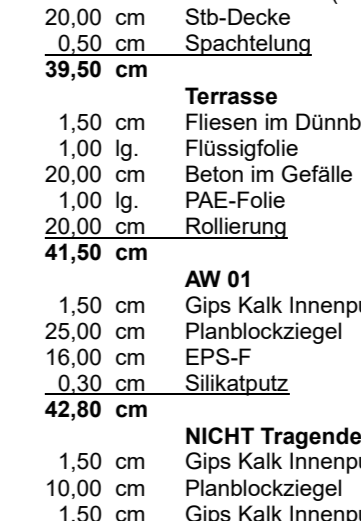 20,00 cm Stb-Decke
0,50 cm Spachtelung
39,50 cm
Terrasse
1,50 cm Fliesen im
1,00 lg. Flüssigfolie
20,00 cm Beton im Gefälle
1,00 lg. PAE-Folie
20,00 cm Rollierung
41,50 cm
AW 01
1,50 cm Gips Kalk
25,00 cm Planblockziegel
16,00 cm EPS-F
0,30 cm Silikatputz
42,80 cm
NICHT Tragende
1,50 cm Gips Kalk
10,00 cm Planblockziegel
1,50 cm Gips Kalk